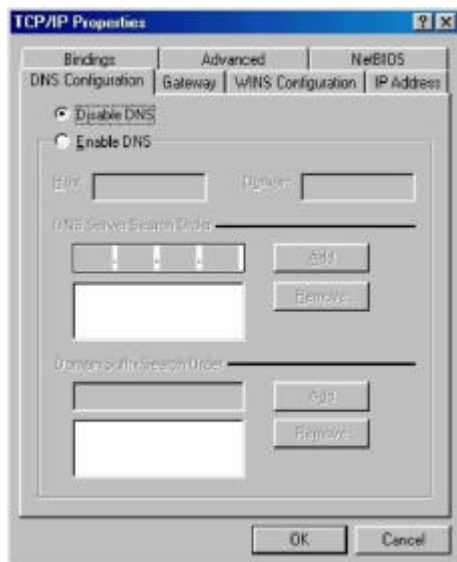 TCP/IP Properties
Bindings Advanced NetBIOS
DNS Configuration Gateway WINS Configuration IP Address
Disable DNS
Enable DNS
Host: Domain:
DNS Server Search Order
Add
Remove
Domain Suffix Search Order
Add
Remove
OK Cancel